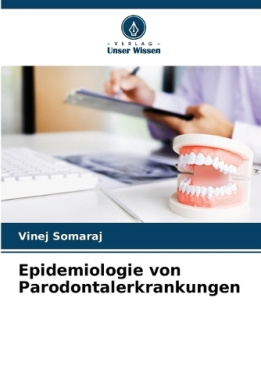 - VERLAG -
Unser Wissen
Vinej Somaraj
Epidemiologie von
Parodontalerkrankungen